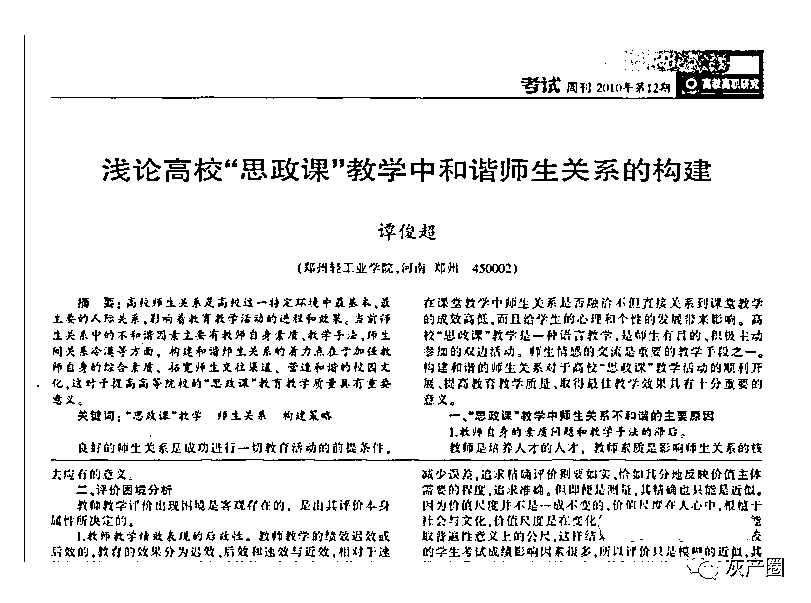 考试 周刊 2010年第12期
高教高职研究
浅论高校“思政课”教学中和谐师生关系的构建
谭俊超
(郑州轻工业学院,河南 郑州 450002)
摘 要:高校师生关系是高校这一特定环境中最基本、最
主要的人际关系,影响着教育教学活动的进程和效果。当前师
生关系中的不和谐因素主要有教师自身素质、教学手法、师生
间关系冷漠等方面。构建和谐师生关系的着力点在于加强教
师自身的综合素质、拓宽师生交往渠道、营造和谐的校园文
化,这对于提高高等院校的“思政课”教育教学质量具有重要
意义。
关键词:“思政课”教学 师生关系 构建策略
良好的师生关系是成功进行一切教育活动的前提条件,
在课堂教学中师生关系是否融洽不但直接关系到课堂教学
的成效高低,而且给学生的心理和个性的发展带来影响。高
校“思政课”教学是一种语言教学,是师生有目的、积极主动
参加的双边活动。师生情感的交流是重要的教学手段之一。
构建和谐的师生关系对于高校“思政课”教学活动的顺利开
展、提高教育教学质量、取得最佳教学效果具有十分重要的
意义。
一、“思政课”教学中师生关系不和谐的主要原因
1.教师自身的素质问题和教学手法的滞后。
教师是培养人才的人才,教师素质是影响师生关系的核
去应有的意义。
二、评价困境分析
教师教学评价出现困境是客观存在的,是由其评价本身
属性所决定的。
1.教师教学绩效表现的后效性。教师教学的绩效迟效或
后效的,教育的效果分为迟效、后效和速效与近效,相对于速
减少误差,追求精确评价则要如实、恰如其分地反映价值主体
需要的程度,追求准确。但即便是测量,其精确也只能是近似。
因为价值尺度并不是一成不变的,价值尺度在人心中,根植于
社会与文化,价值尺度是在变化
取普遍性意义上的公尺,这样结
的学生考试成绩影响因素很多,所以评价只是模糊的近似,其
灰产圈